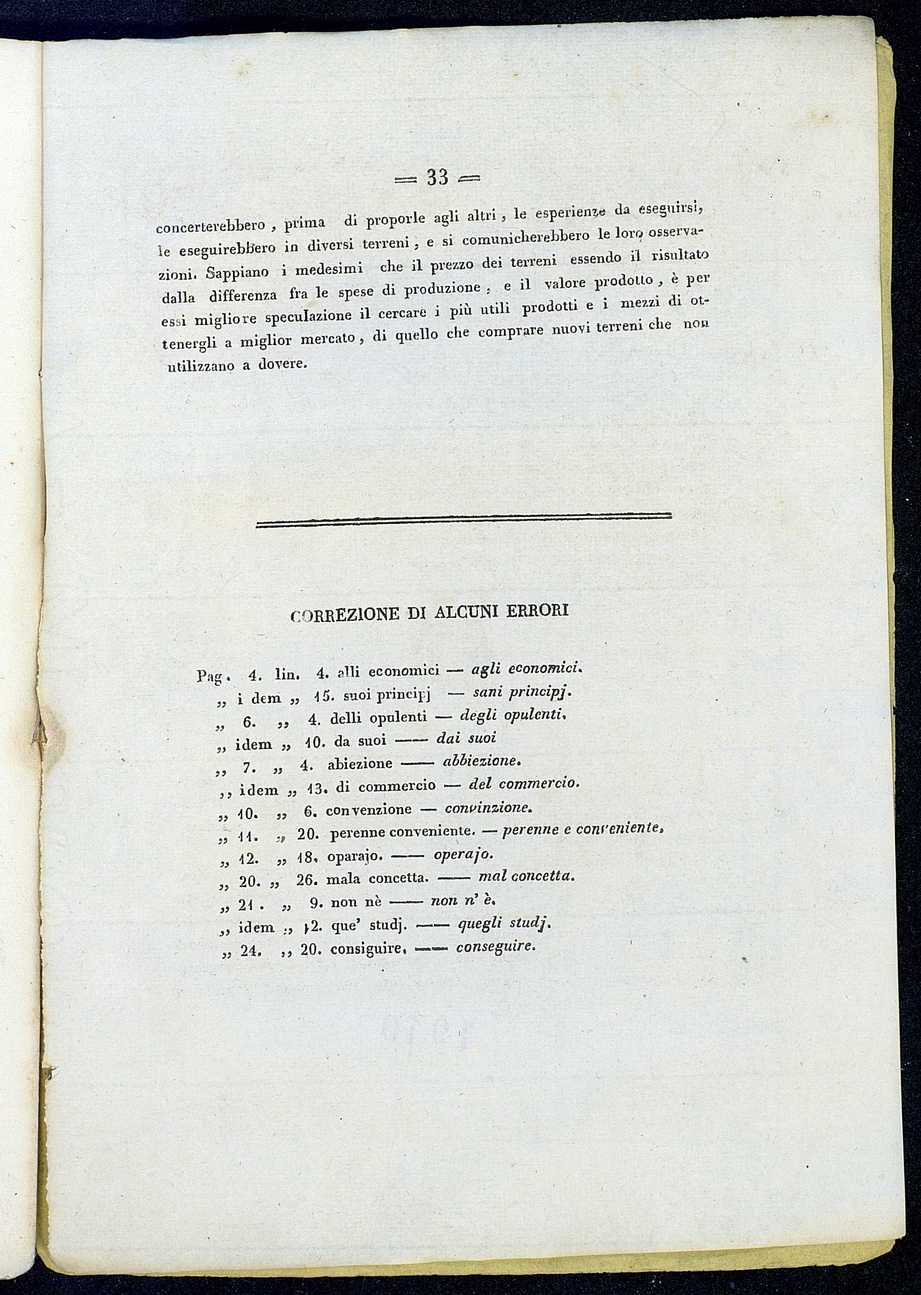 = 33 =
concerterebbero , prima di proporle agli altri , le esperienze da eseguirsi,
le eseguirebbero in diversi terreni , e si comunicherebbero le loro osserva-
zioni. Sappiano i medesimi che il prezzo dei terreni essendo il risultato
dalla differenza fra le spese di produzione , e il valore prodotto , è per
essi migliore speculazione il cercare i più utili prodotti e i mezzi di ot-
tenergli a miglior mercato , di quello che comprare nuovi terreni che non
utilizzano a dovere.
CORREZIONE DI ALCUNI ERRORI
Pag. 4. lin. 4. alli economici — agli economici.
„ i dem „ 15. suoi principj — sani principj.
„ 6. „ 4. delli opulenti — degli opulenti.
„ idem „ 10. da suoi — dai suoi
„ 7. „ 4. abiezione — abbiezione.
„ idem „ 13. di commercio — del commercio.
„ 10. „ 6. convenzione — convinzione.
„ 11. „ 20. perenne conveniente. — perenne e conveniente.
„ 12. „ 18. oparajo. — operajo.
„ 20. „ 26. mala concetta. — mal concetta.
„ 21 . „ 9. non nè — non n' è.
„ idem „ 12. que' studj. — quegli studj.
„ 24. „ 20. consiguire. — conseguire.